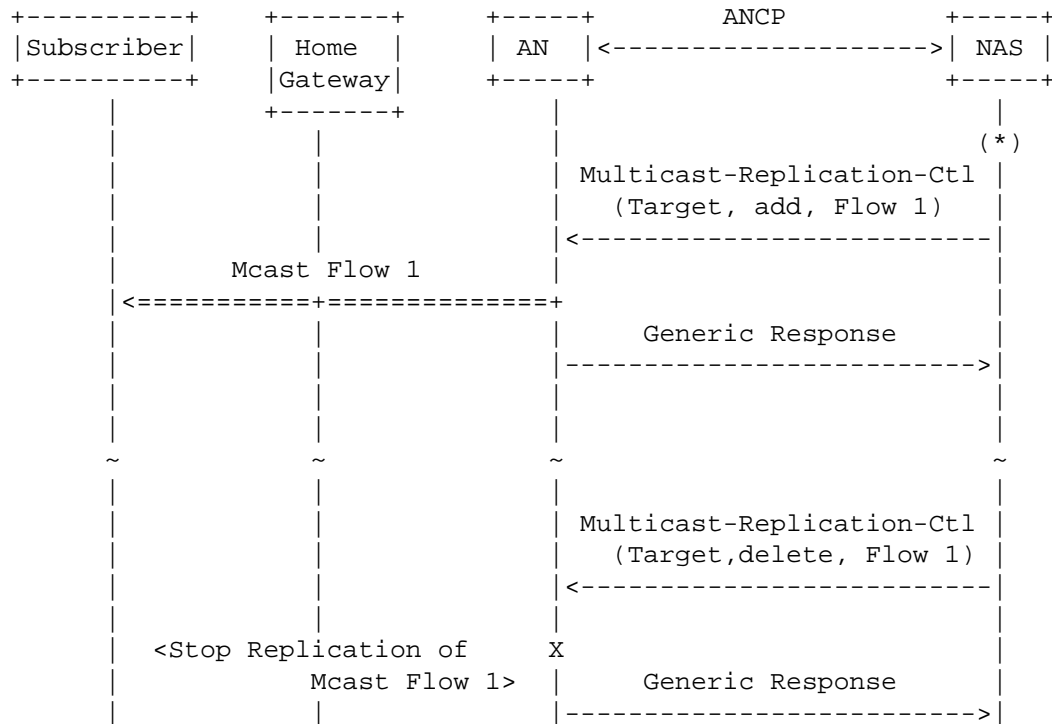 ANCP
Subscriber Home AN NAS
Gateway
(*)
Multicast-Replication-Ctl
(Target, add, Flow 1)
Mcast Flow 1
Generic Response
Multicast-Replication-Ctl
(Target,delete, Flow 1)
<Stop Replication of X
Mcast Flow 1> Generic Response